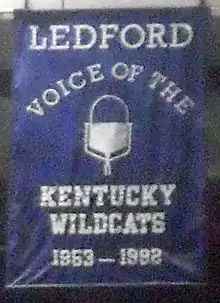 LEDFORD
VOICE OF THE
KENTUCKY
WILDCATS
1953-1992